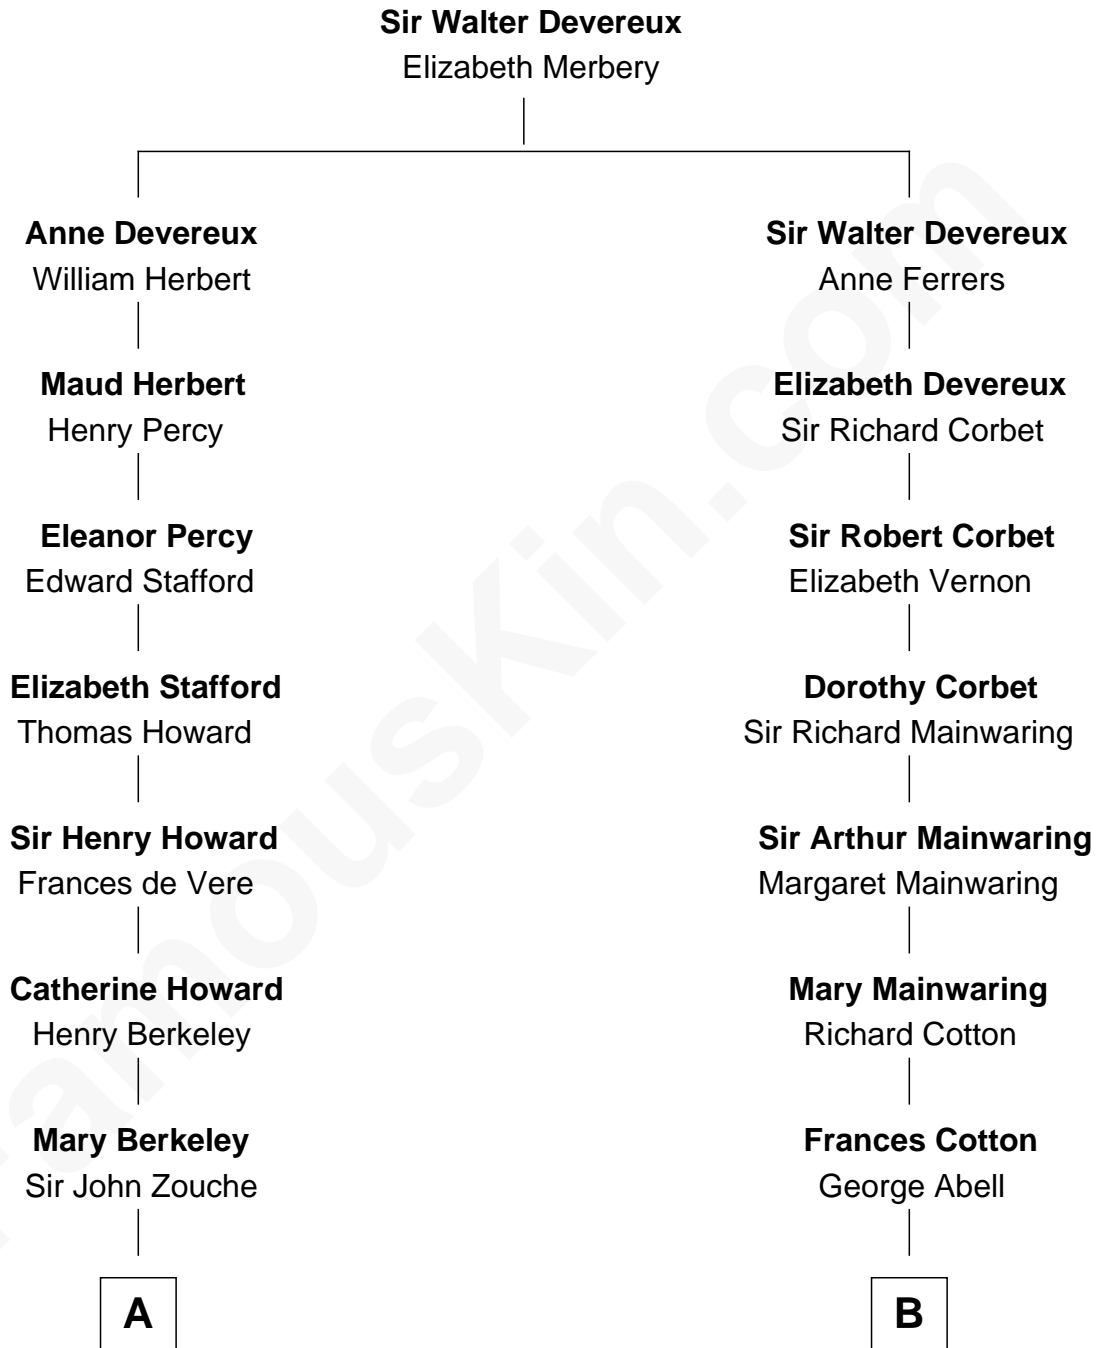 Sir Walter Devereux
Elizabeth Merbery
Anne Devereux
William Herbert
Sir Walter Devereux
Anne Ferrers
Maud Herbert
Henry Percy
Elizabeth Devereux
Sir Richard Corbet
Eleanor Percy
Edward Stafford
Sir Robert Corbet
Elizabeth Vernon
Elizabeth Stafford
Thomas Howard
Dorothy Corbet
Sir Richard Mainwaring
Sir Henry Howard
Frances de Vere
Sir Arthur Mainwaring
Margaret Mainwaring
Catherine Howard
Henry Berkeley
Mary Mainwaring
Richard Cotton
Mary Berkeley
Sir John Zouche
Frances Cotton
George Abell
A
B
FamousKin.com